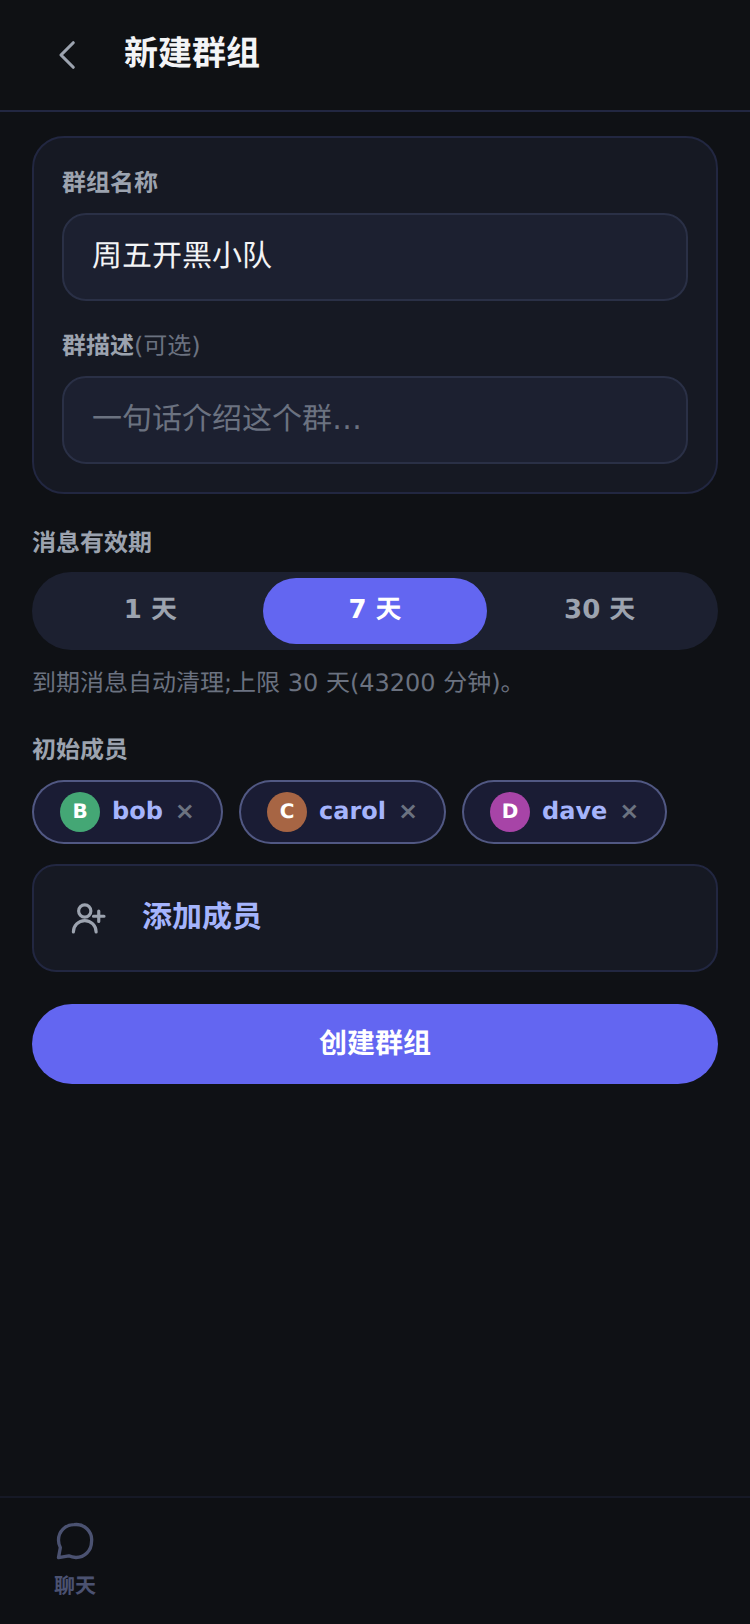 新建群组
群组名称
周五开黑小队
群描述(可选)
一句话介绍这个群...
消息有效期
1 天 7 天 30 天
到期消息自动清理;上限 30 天(43200 分钟)。
初始成员
B bob × C carol × D dave ×
添加成员
创建群组
聊天